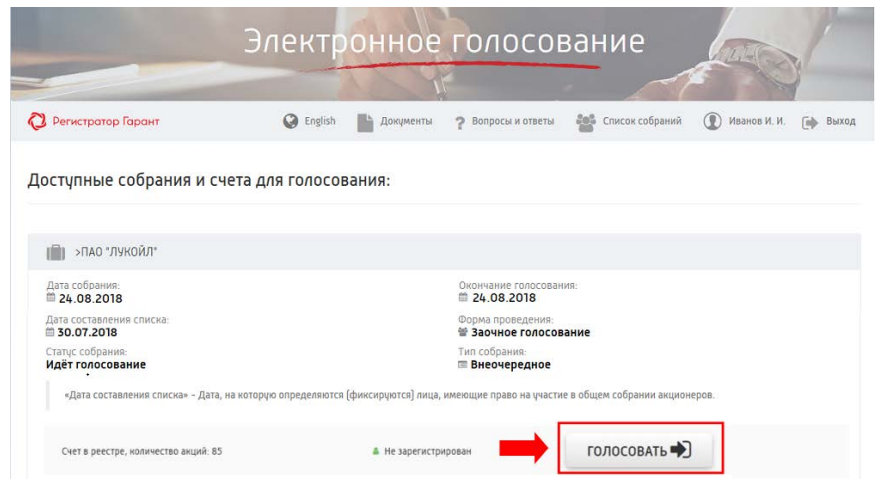 Электронное голосование
Регистратор Гарант English Документы ? Вопросы и ответы Список собраний Иванов И. И. Выход
Доступные собрания и счета для голосования:
>ПАО "ЛУКОЙЛ"
Дата собрания: Окончание голосования:
24.08.2018 24.08.2018
Дата составления списка: Форма проведения:
30.07.2018 Заочное голосование
Статус собрания: Тип собрания:
Идёт голосование Внеочередное
«Дата составления списка» - Дата, на которую определяются (фиксируются) лица, имеющие право на участие в общем собрании акционеров.
Счет в реестре, количество акций: 85 Не зарегистрирован ГОЛОСОВАТЬ